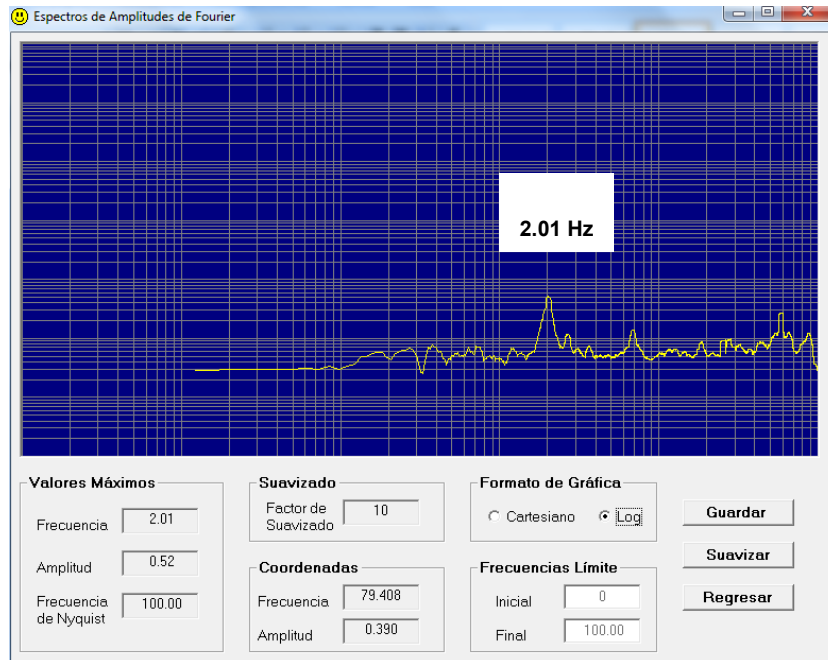 Espectros de Amplitudes de Fourier
2.01 Hz
Valores Máximos
Frecuencia 2.01
Amplitud 0.52
Frecuencia de Nyquist 100.00
Suavizado
Factor de Suavizado 10
Coordenadas
Frecuencia 79.408
Amplitud 0.390
Formato de Gráfica
Cartesiano Log
Frecuencias Límite
Inicial 0
Final 100.00
Guardar
Suavizar
Regresar